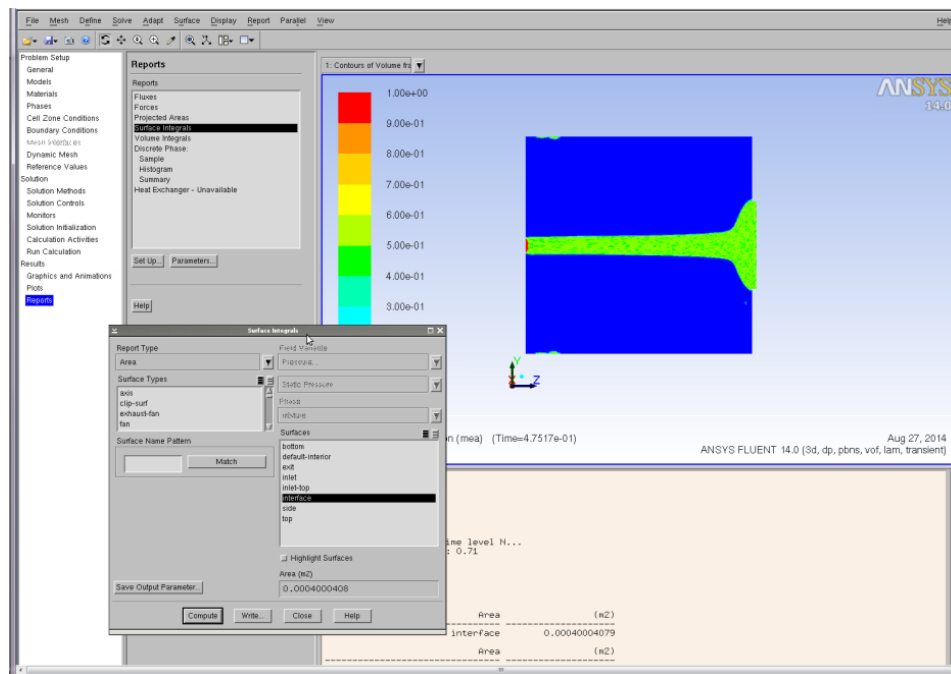 File Mesh Define Solve Adapt Surface Display Report Parallel View Help
Problem Setup
General
Models
Materials
Phases
Cell Zone Conditions
Boundary Conditions
Mesh Interfaces
Dynamic Mesh
Reference Values
Solution
Solution Methods
Solution Controls
Monitors
Solution Initialization
Calculation Activities
Run Calculation
Results
Graphics and Animations
Plots
Reports
Reports
Reports
Fluxes
Forces
Projected Areas
Surface Integrals
Volume Integrals
Discrete Phase:
Sample
Histogram
Summary
Heat Exchanger - Unavailable
Set Up... Parameters...
Help
1: Contours of Volume fra
1.00e+00
9.00e-01
8.00e-01
7.00e-01
6.00e-01
5.00e-01
4.00e-01
3.00e-01
ANSYS
14.0
Y
Z
on (mea) (Time=4.7517e-01)
Aug 27, 2014
ANSYS FLUENT 14.0 (3d, dp, pbns, vof, lam, transient)
Surface Integrals
Report Type
Area
Surface Types
axis
clip-surf
exhaust-fan
fan
Surface Name Pattern
Match
Save Output Parameter...
Field Variable
Pressure...
Static Pressure
Phase
mixture
Surfaces
bottom
default-interior
exit
inlet
inlet-top
interface
side
top
Highlight Surfaces
Area (m2)
0.0004000408
Compute Write... Close Help
ime level N...
: 0.71
Area (m2)
interface 0.00040004079
Area (m2)